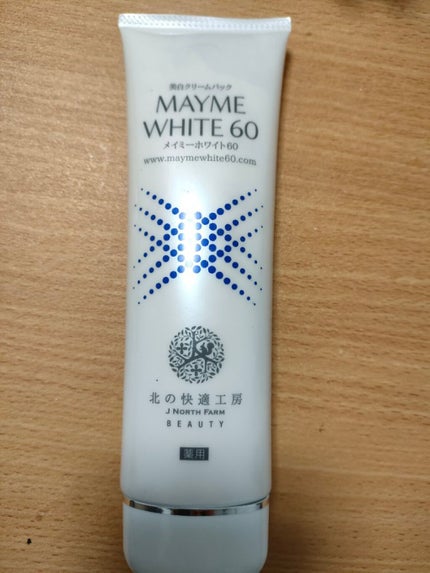 美白クリームパック
MAYME
WHITE 60
メイミーホワイト60
www.maymewhite60.com
北の快適工房
J NORTH FARM
BEAUTY
薬用